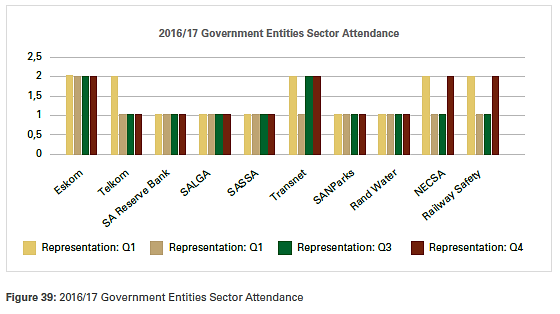 2016/17 Government Entities Sector Attendance
2,5
2
1,5
1
0,5
0
Eskom
Telkom
SA Reserve Bank
SALGA
SASSA
Transnet
SANParks
Rand Water
NECSA
Railway Safety
Representation: Q1 Representation: Q1 Representation: Q3 Representation: Q4
Figure 39: 2016/17 Government Entities Sector Attendance